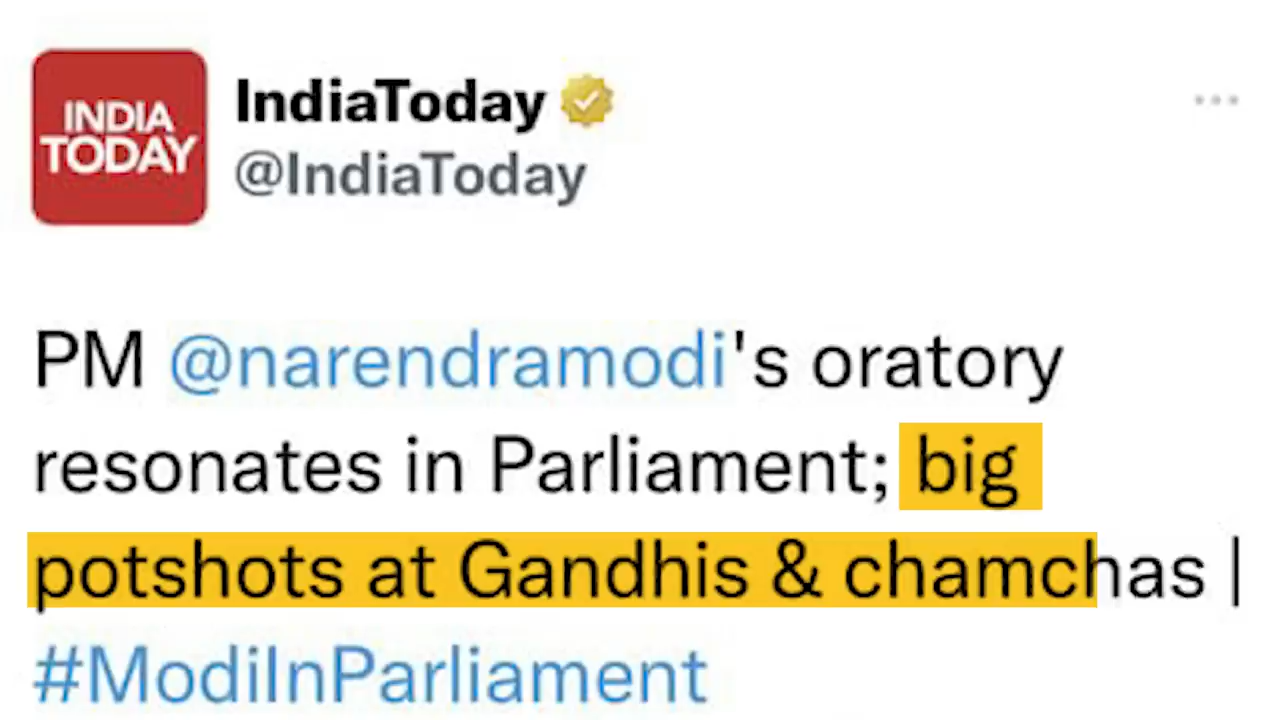 INDIA
TODAY
IndiaToday
@IndiaToday
PM @narendramodi's oratory
resonates in Parliament; big
potshots at Gandhis & chamchas |
#ModiInParliament